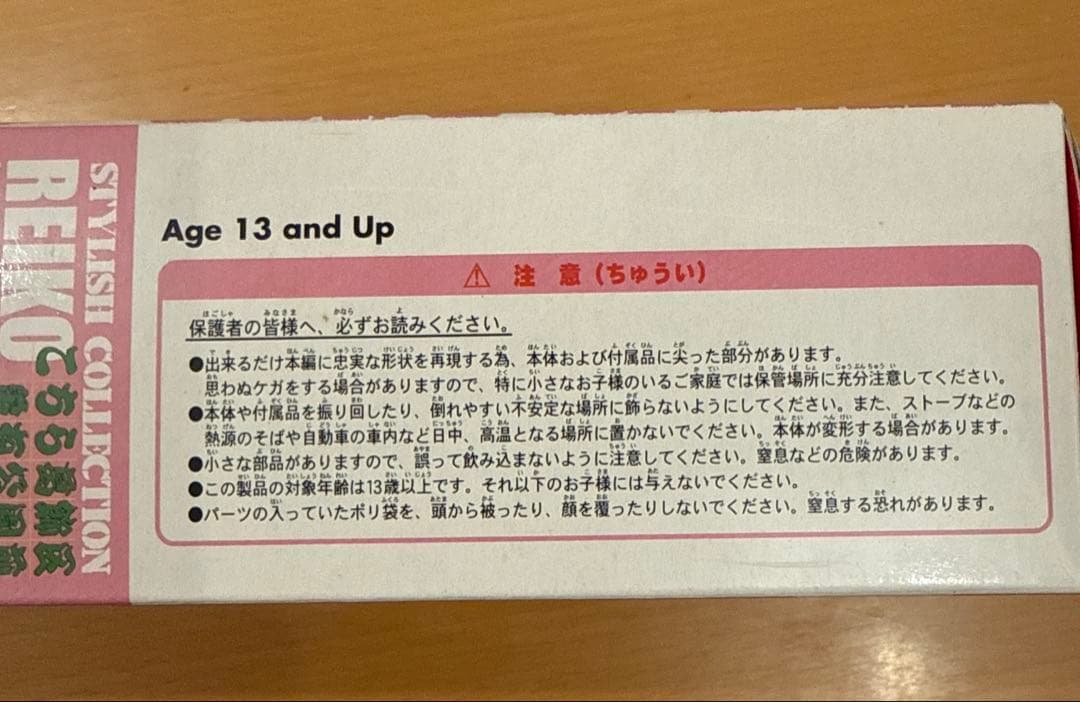 STYLISH COLLECTION
REIKO
こちら葛飾区
Age 13 and Up
⚠ 注 意 (ちゅうい)
保護者の皆様へ、必ずお読みください。
●出来るだけ本編に忠実な形状を再現する為、本体および付属品に尖った部分があります。
思わぬケガをする場合がありますので、特に小さなお子様のいるご家庭では保管場所に充分注意してください。
●本体や付属品を振り回したり、倒れやすい不安定な場所に飾らないようにしてください。また、ストーブなどの
熱源のそばや自動車の車内など日中、高温となる場所に置かないでください。本体が変形する場合があります。
●小さな部品がありますので、誤って飲み込まないように注意してください。窒息などの危険があります。
●この製品の対象年齢は13歳以上です。それ以下のお子様には与えないでください。
●パーツの入っていたポリ袋を、頭から被ったり、顔を覆ったりしないでください。窒息する恐れがあります。